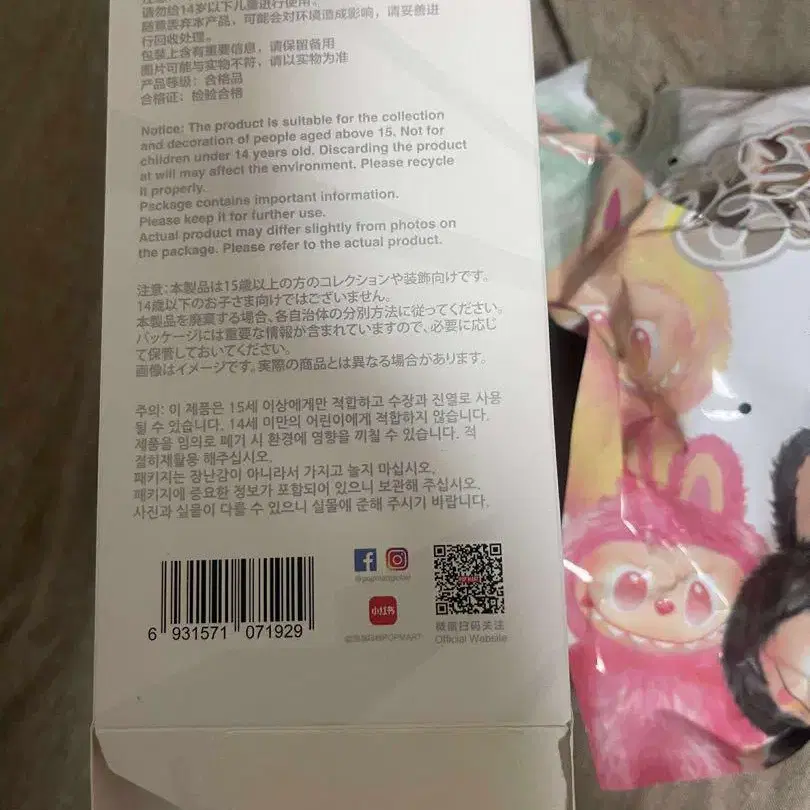 请勿给14岁以下儿童进行使用。
随意丢弃本产品，可能会对环境造成影响，请妥善进
行回收处理。
包装上含有重要信息，请保留备用
图片可能与实物不符，请以实物为准
产品等级：合格品
合格证：检验合格
Notice: The product is suitable for the collection
and decoration of people aged above 15. Not for
children under 14 years old. Discarding the product
at will may affect the environment. Please recycle
it properly.
Package contains important information.
Please keep it for further use.
Actual product may differ slightly from photos on
the package. Please refer to the actual product.
注意：本製品は15歳以上の方のコレクションや装飾向けです。
14歳以下のお子さま向けではございません。
本製品を廃棄する場合、各自治体の分別方法に従ってください。
パッケージには重要な情報が含まれていますので、必要に応じ
て保管しておいてください。
画像はイメージです。実際の商品とは異なる場合があります。
주의: 이 제품은 15세 이상에게만 적합하고 수장과 진열로 사용
될 수 있습니다. 14세 미만의 어린이에게 적합하지 않습니다.
제품을 임의로 폐기 시 환경에 영향을 끼칠 수 있습니다. 적
절히재활용 해주십시오.
패키지는 장난감이 아니라서 가지고 놀지 마십시오.
패키지에 중요한 정보가 포함되어 있으니 보관해 주십시오.
사진과 실물이 다를 수 있으니 실물에 준해 주시기 바랍니다.
6 931571 071929
@popmartglobal
小红书
POP MART
微信扫码关注
Official Website